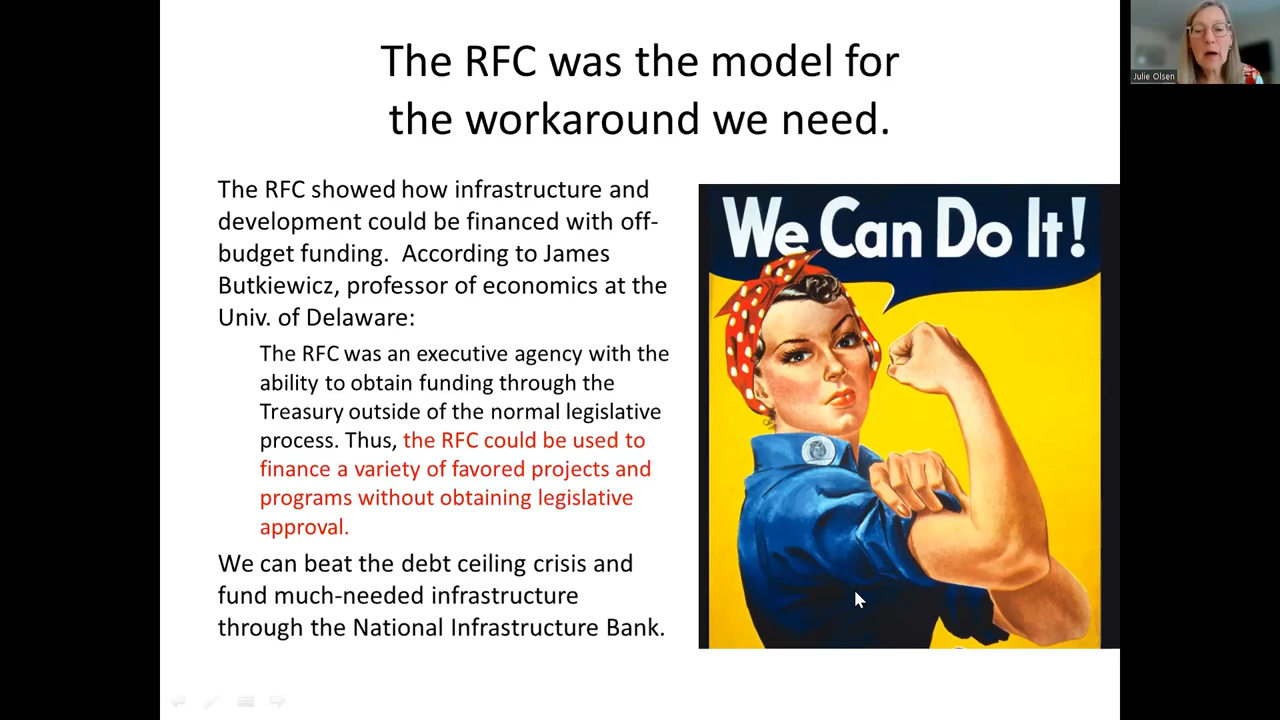 The RFC was the model for
the workaround we need.
The RFC showed how infrastructure and
development could be financed with off-
budget funding.  According to James
Butkiewicz, professor of economics at the
Univ. of Delaware:
The RFC was an executive agency with the
ability to obtain funding through the
Treasury outside of the normal legislative
process. Thus, the RFC could be used to
finance a variety of favored projects and
programs without obtaining legislative
approval.
We can beat the debt ceiling crisis and
fund much-needed infrastructure
through the National Infrastructure Bank.
We Can Do It!
Julie Olsen